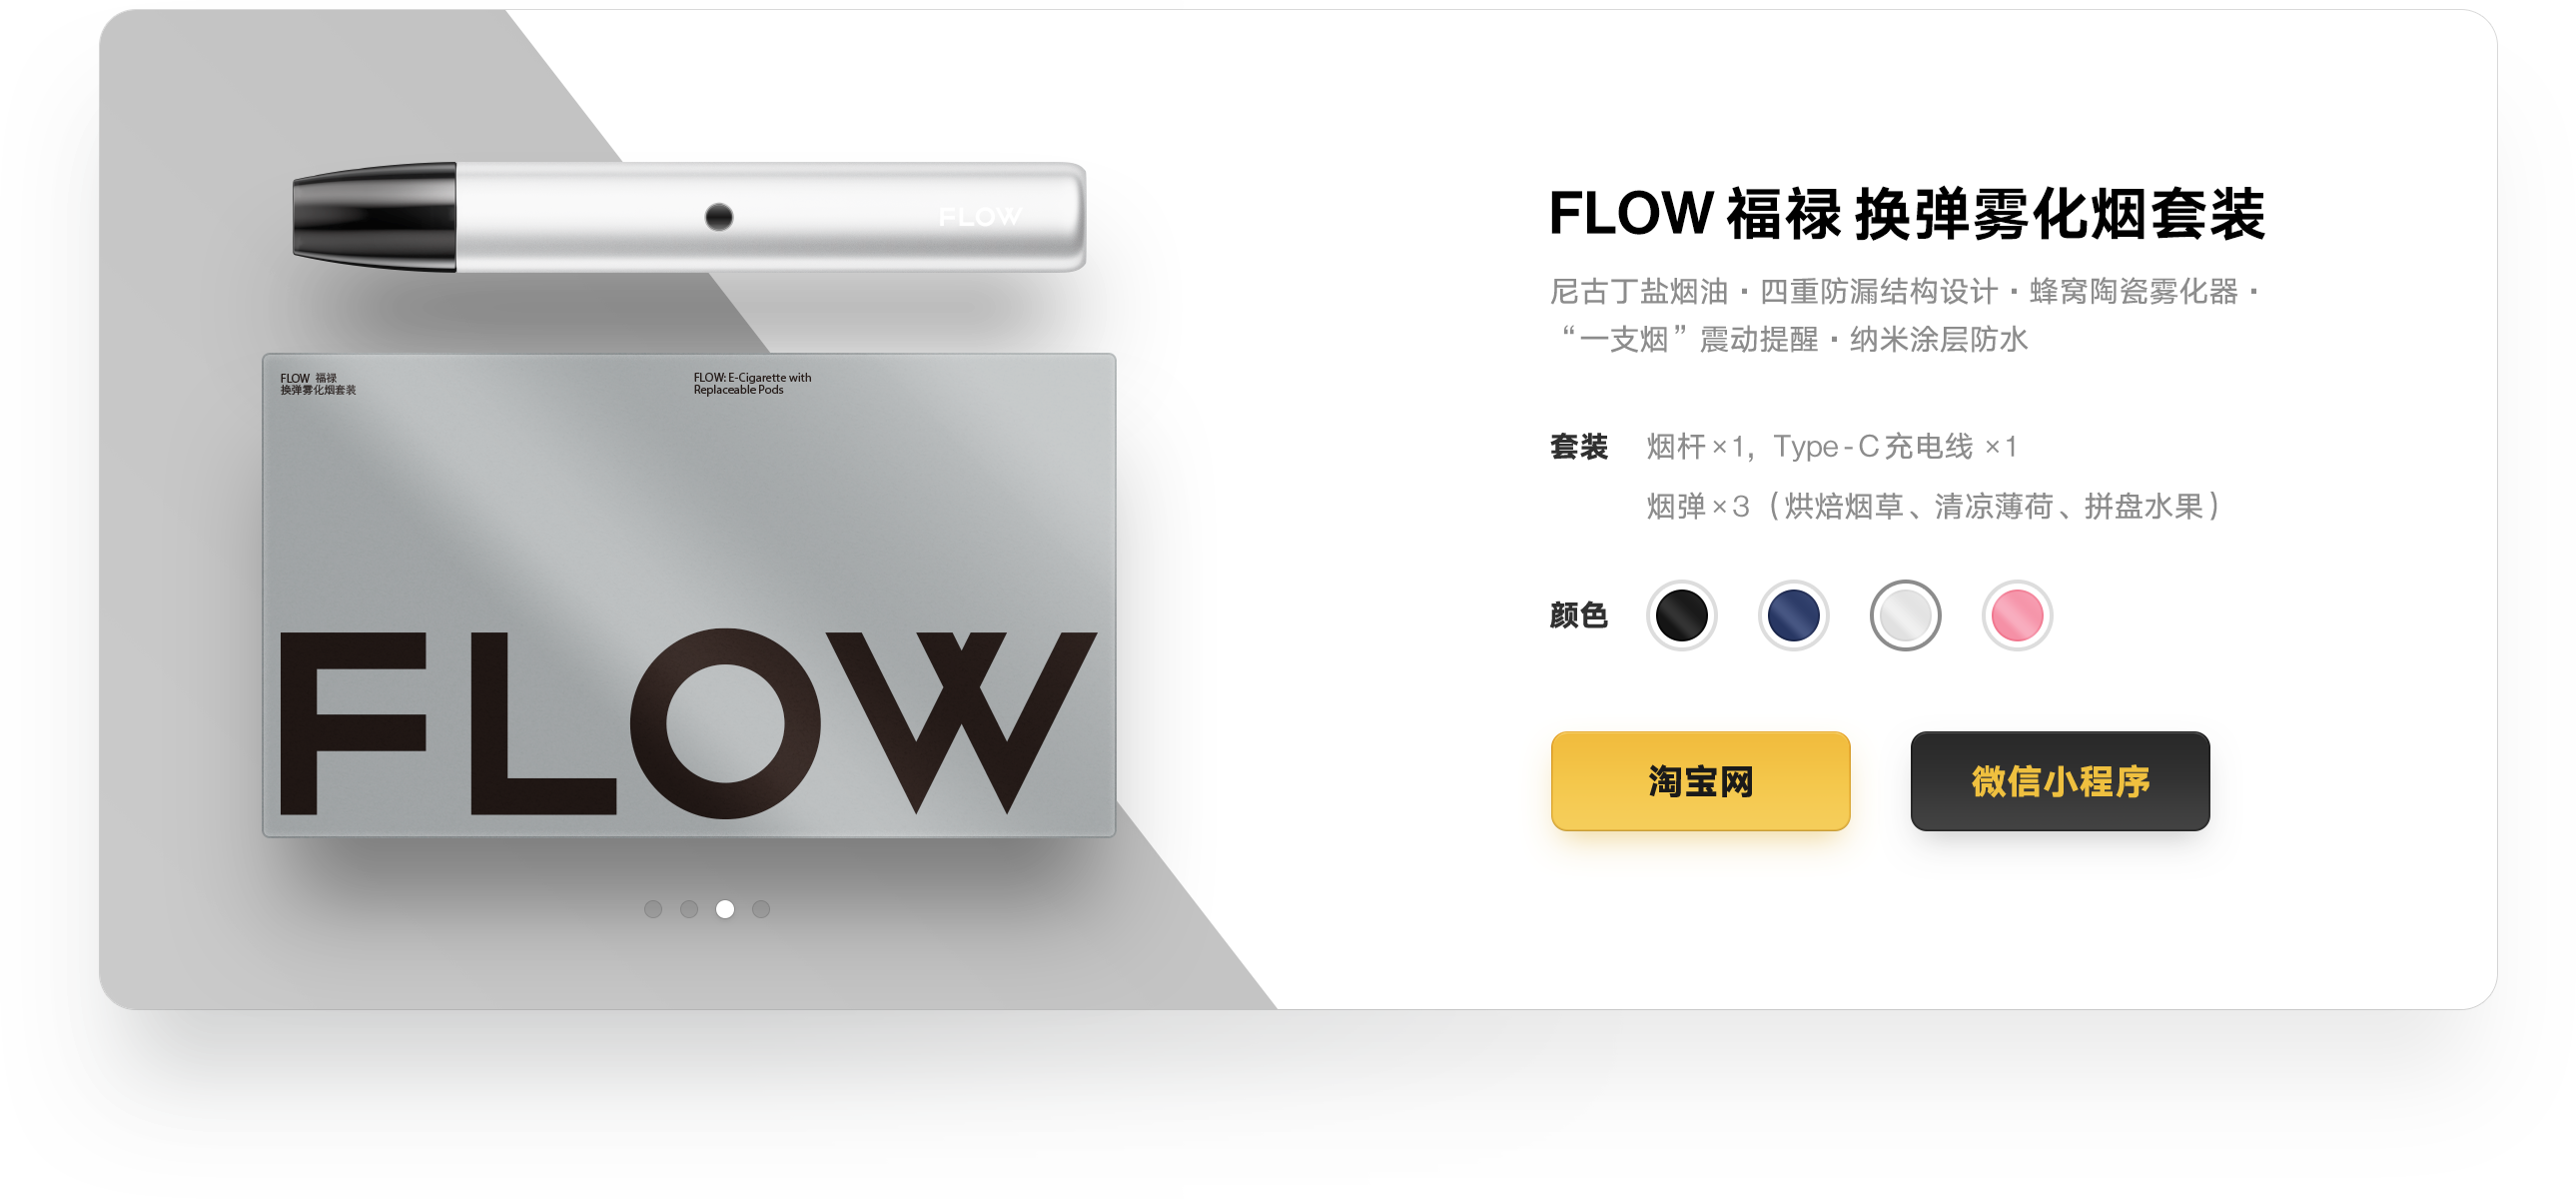 FLOW
FLOW 福禄
换弹雾化烟套装
FLOW: E-Cigarette with
Replaceable Pods
FLOW
FLOW 福禄 换弹雾化烟套装
尼古丁盐烟油·四重防漏结构设计·蜂窝陶瓷雾化器·
“一支烟”震动提醒·纳米涂层防水
套装 烟杆×1, Type-C充电线 ×1
烟弹×3（烘焙烟草、清凉薄荷、拼盘水果）
颜色
淘宝网 微信小程序